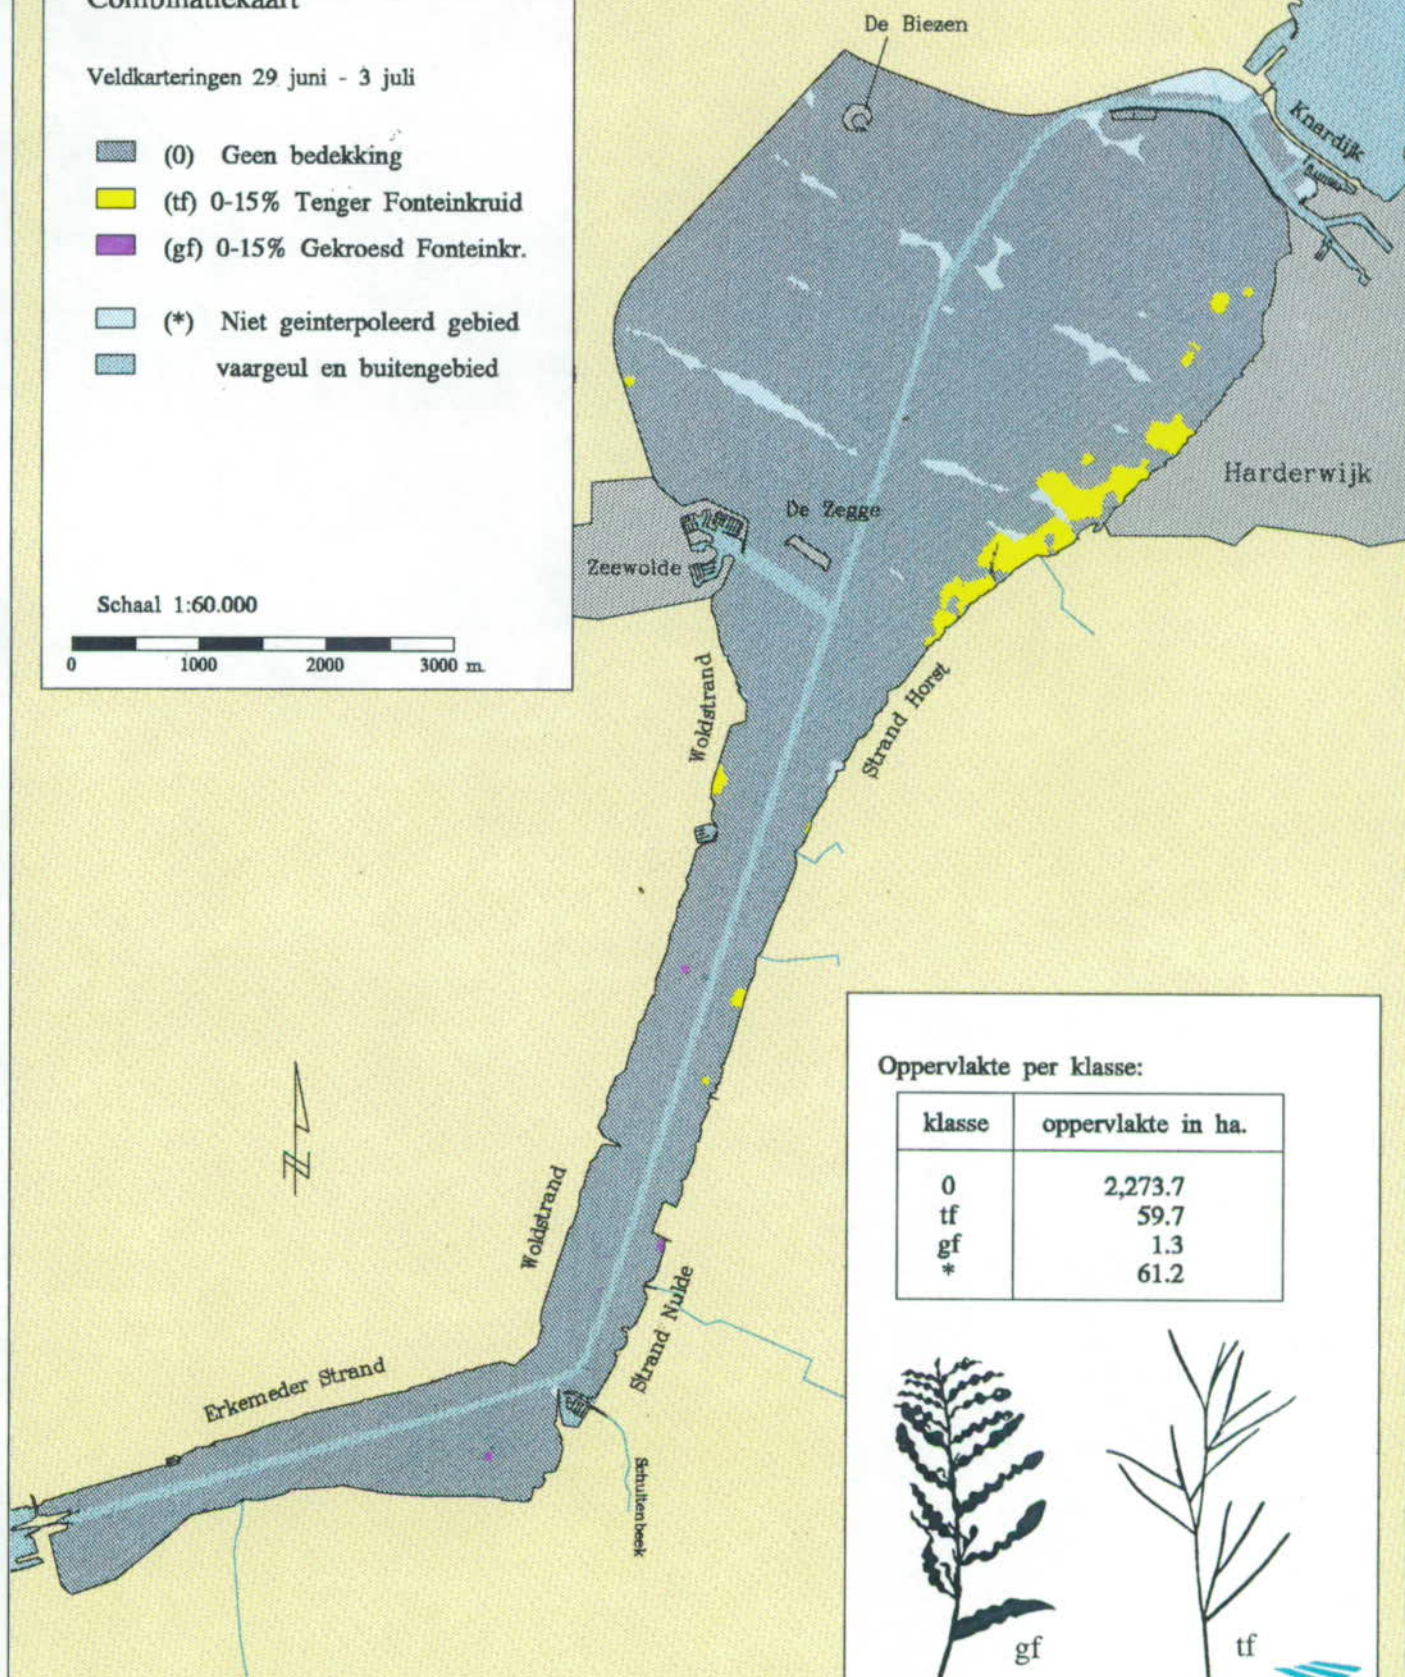 Combinatiekaart
Veldkarteringen 29 juni - 3 juli
(0) Geen bedekking
(tf) 0-15% Tenger Fonteinkruid
(gf) 0-15% Gekroesd Fonteinkr.
(*) Niet geinterpoleerd gebied
vaargeul en buitengebied
Schaal 1:60.000
0 1000 2000 3000 m.
De Biezen
Knardijk
Harderwijk
De Zegge
Zeewolde
Woldstrand
Strand Horst
Woldstrand
Strand Nulde
Erkemeder Strand
Schuitenbeek
Oppervlakte per klasse:
klasse oppervlakte in ha.
0 2,273.7
tf 59.7
gf 1.3
* 61.2
gf tf